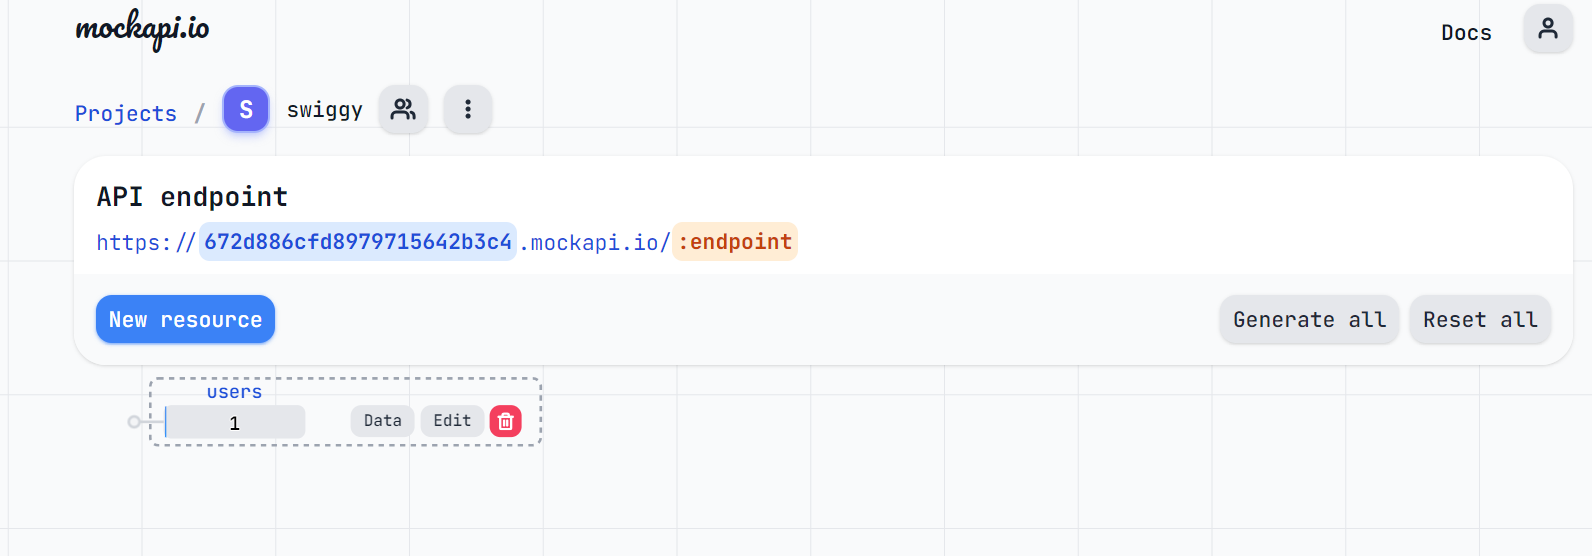 mockapi.io
Docs
Projects / S swiggy
API endpoint
https://672d886cfd8979715642b3c4.mockapi.io/:endpoint
New resource
Generate all
Reset all
users
1
Data
Edit